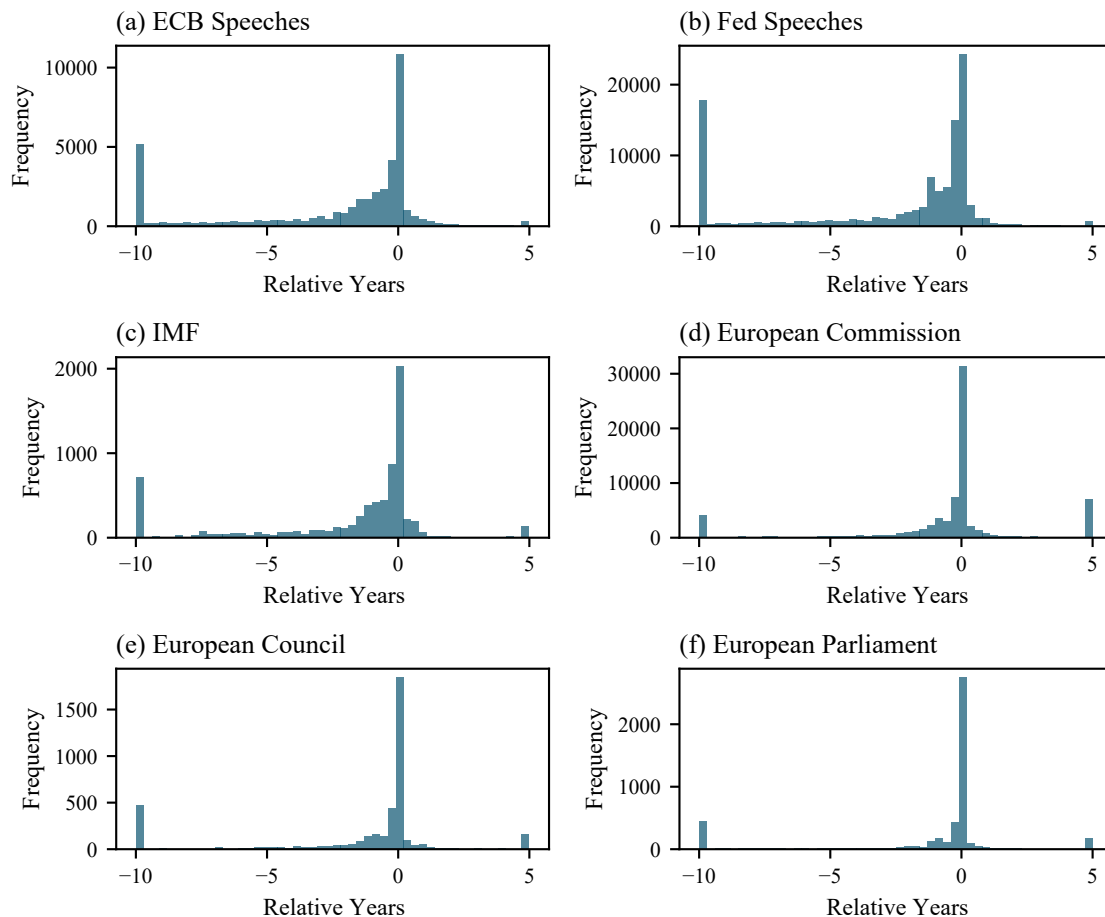 (a) ECB Speeches
Frequency
10000
5000
0
−10
−5
0
5
Relative Years
(b) Fed Speeches
Frequency
20000
10000
0
−10
−5
0
5
Relative Years
(c) IMF
Frequency
2000
1000
0
−10
−5
0
5
Relative Years
(d) European Commission
Frequency
30000
20000
10000
0
−10
−5
0
5
Relative Years
(e) European Council
Frequency
1500
1000
500
0
−10
−5
0
5
Relative Years
(f) European Parliament
Frequency
2000
1000
0
−10
−5
0
5
Relative Years